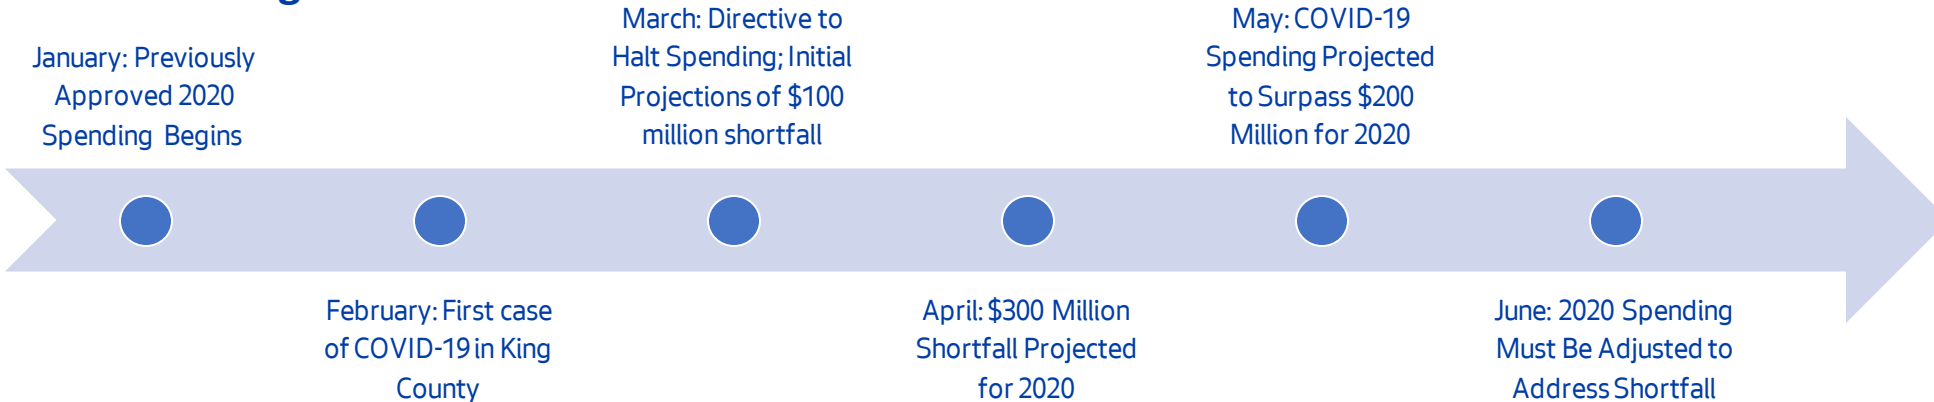 January: Previously
Approved 2020
Spending Begins
February: First case
of COVID-19 in King
County
March: Directive to
Halt Spending; Initial
Projections of $100
million shortfall
April: $300 Million
Shortfall Projected
for 2020
May: COVID-19
Spending Projected
to Surpass $200
Million for 2020
June: 2020 Spending
Must Be Adjusted to
Address Shortfall